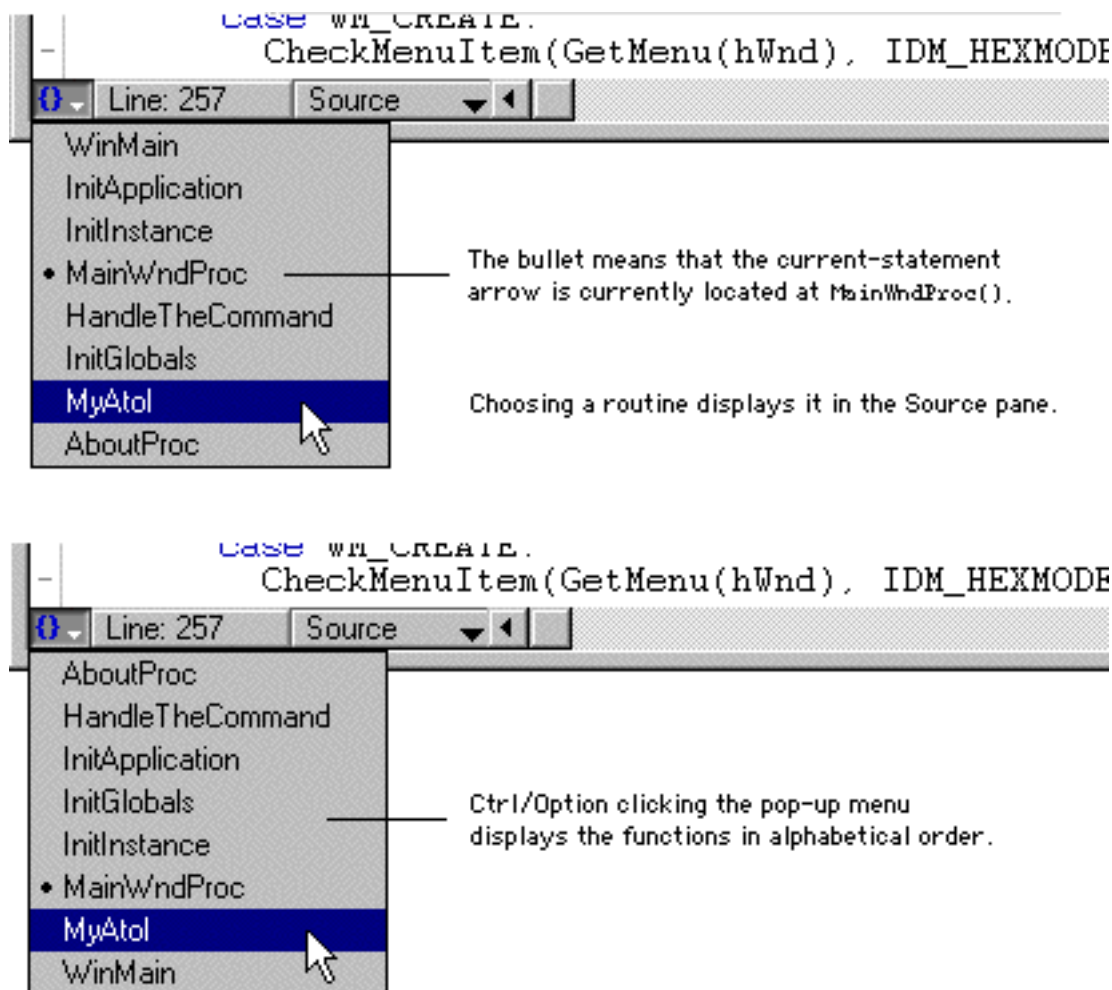 case WM_CREATE:
CheckMenuItem(GetMenu(hWnd), IDM_HEXMODE
{} Line: 257 Source
WinMain
InitApplication
InitInstance
• MainWndProc
HandleTheCommand
InitGlobals
MyAtol
AboutProc
The bullet means that the current-statement
arrow is currently located at MainWndProc().
Choosing a routine displays it in the Source pane.
case WM_CREATE:
CheckMenuItem(GetMenu(hWnd), IDM_HEXMODE
{} Line: 257 Source
AboutProc
HandleTheCommand
InitApplication
InitGlobals
InitInstance
• MainWndProc
MyAtol
WinMain
Ctrl/Option clicking the pop-up menu
displays the functions in alphabetical order.